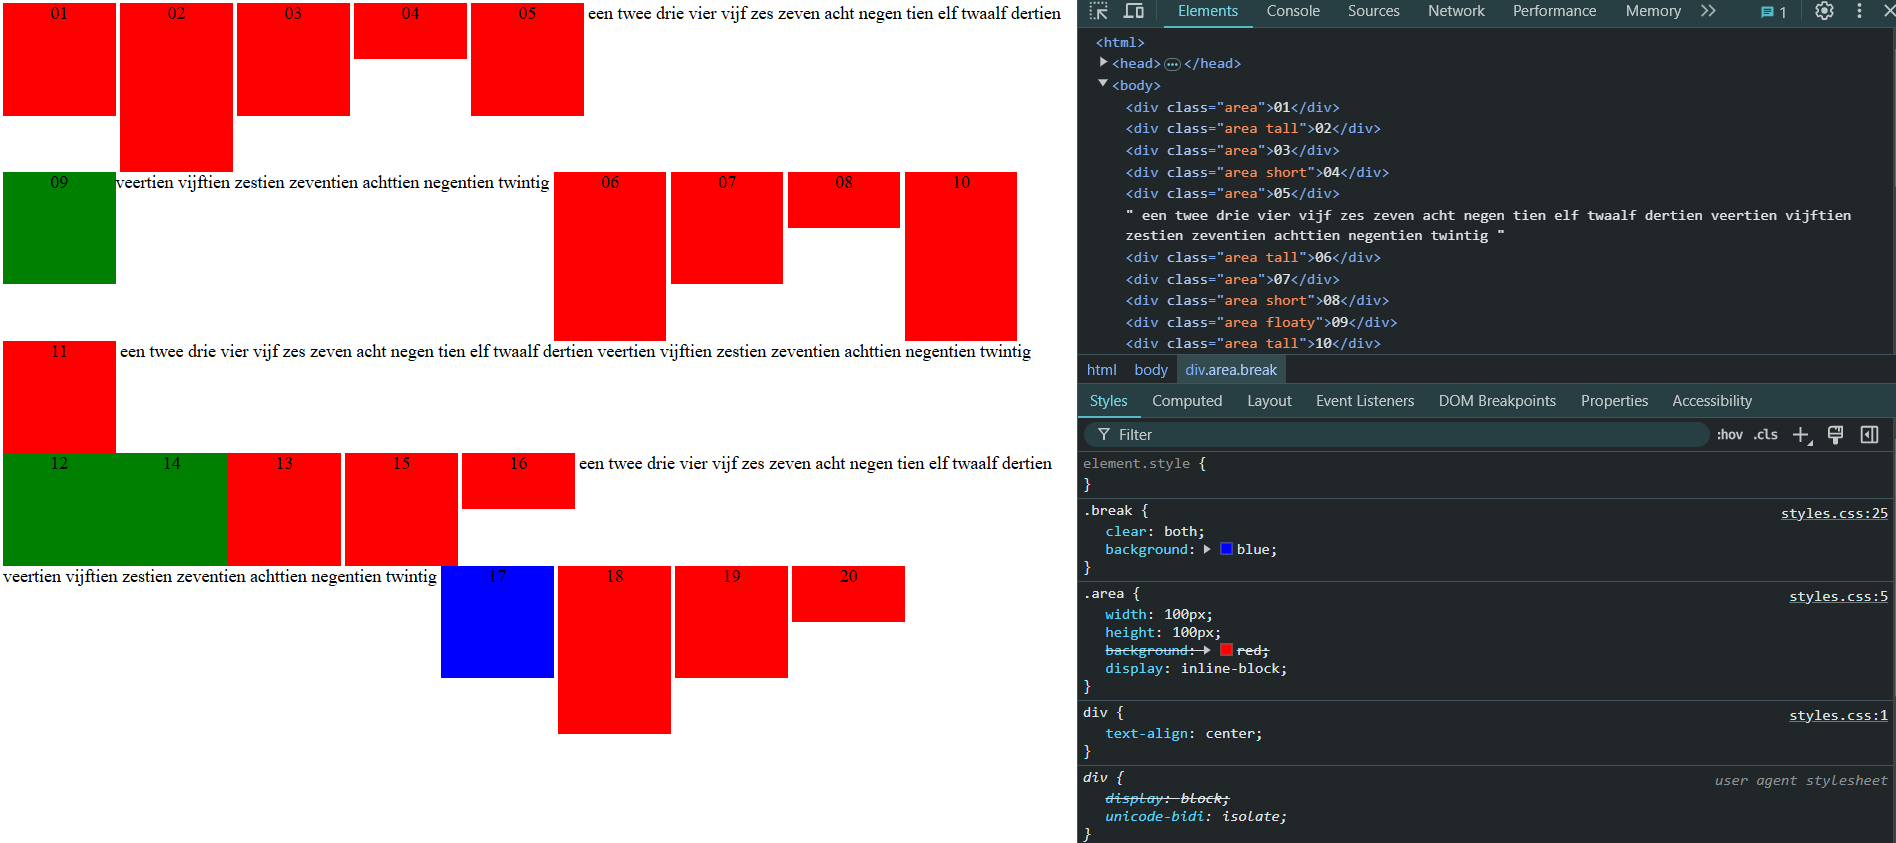 01 02 03 04 05 een twee drie vier vijf zes zeven acht negen tien elf twaalf dertien
09 veertien vijftien zestien zeventien achttien negentien twintig 06 07 08 10
11 een twee drie vier vijf zes zeven acht negen tien elf twaalf dertien veertien vijftien zestien zeventien achttien negentien twintig
12 14 13 15 16 een twee drie vier vijf zes zeven acht negen tien elf twaalf dertien
veertien vijftien zestien zeventien achttien negentien twintig 17 18 19 20
Elements Console Sources Network Performance Memory 1
<html>
<head> </head>
<body>
<div class="area">01</div>
<div class="area tall">02</div>
<div class="area">03</div>
<div class="area short">04</div>
<div class="area">05</div>
" een twee drie vier vijf zes zeven acht negen tien elf twaalf dertien veertien vijftien
zestien zeventien achttien negentien twintig "
<div class="area tall">06</div>
<div class="area">07</div>
<div class="area short">08</div>
<div class="area floaty">09</div>
<div class="area tall">10</div>
html body div.area.break
Styles Computed Layout Event Listeners DOM Breakpoints Properties Accessibility
Filter :hov .cls
element.style {
}
.break { styles.css:25
clear: both;
background: blue;
}
.area { styles.css:5
width: 100px;
height: 100px;
background: red;
display: inline-block;
}
div { styles.css:1
text-align: center;
}
div { user agent stylesheet
display: block;
unicode-bidi: isolate;
}